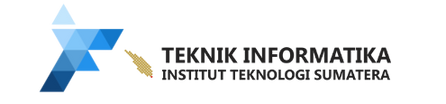 TEKNIK INFORMATIKA
INSTITUT TEKNOLOGI SUMATERA